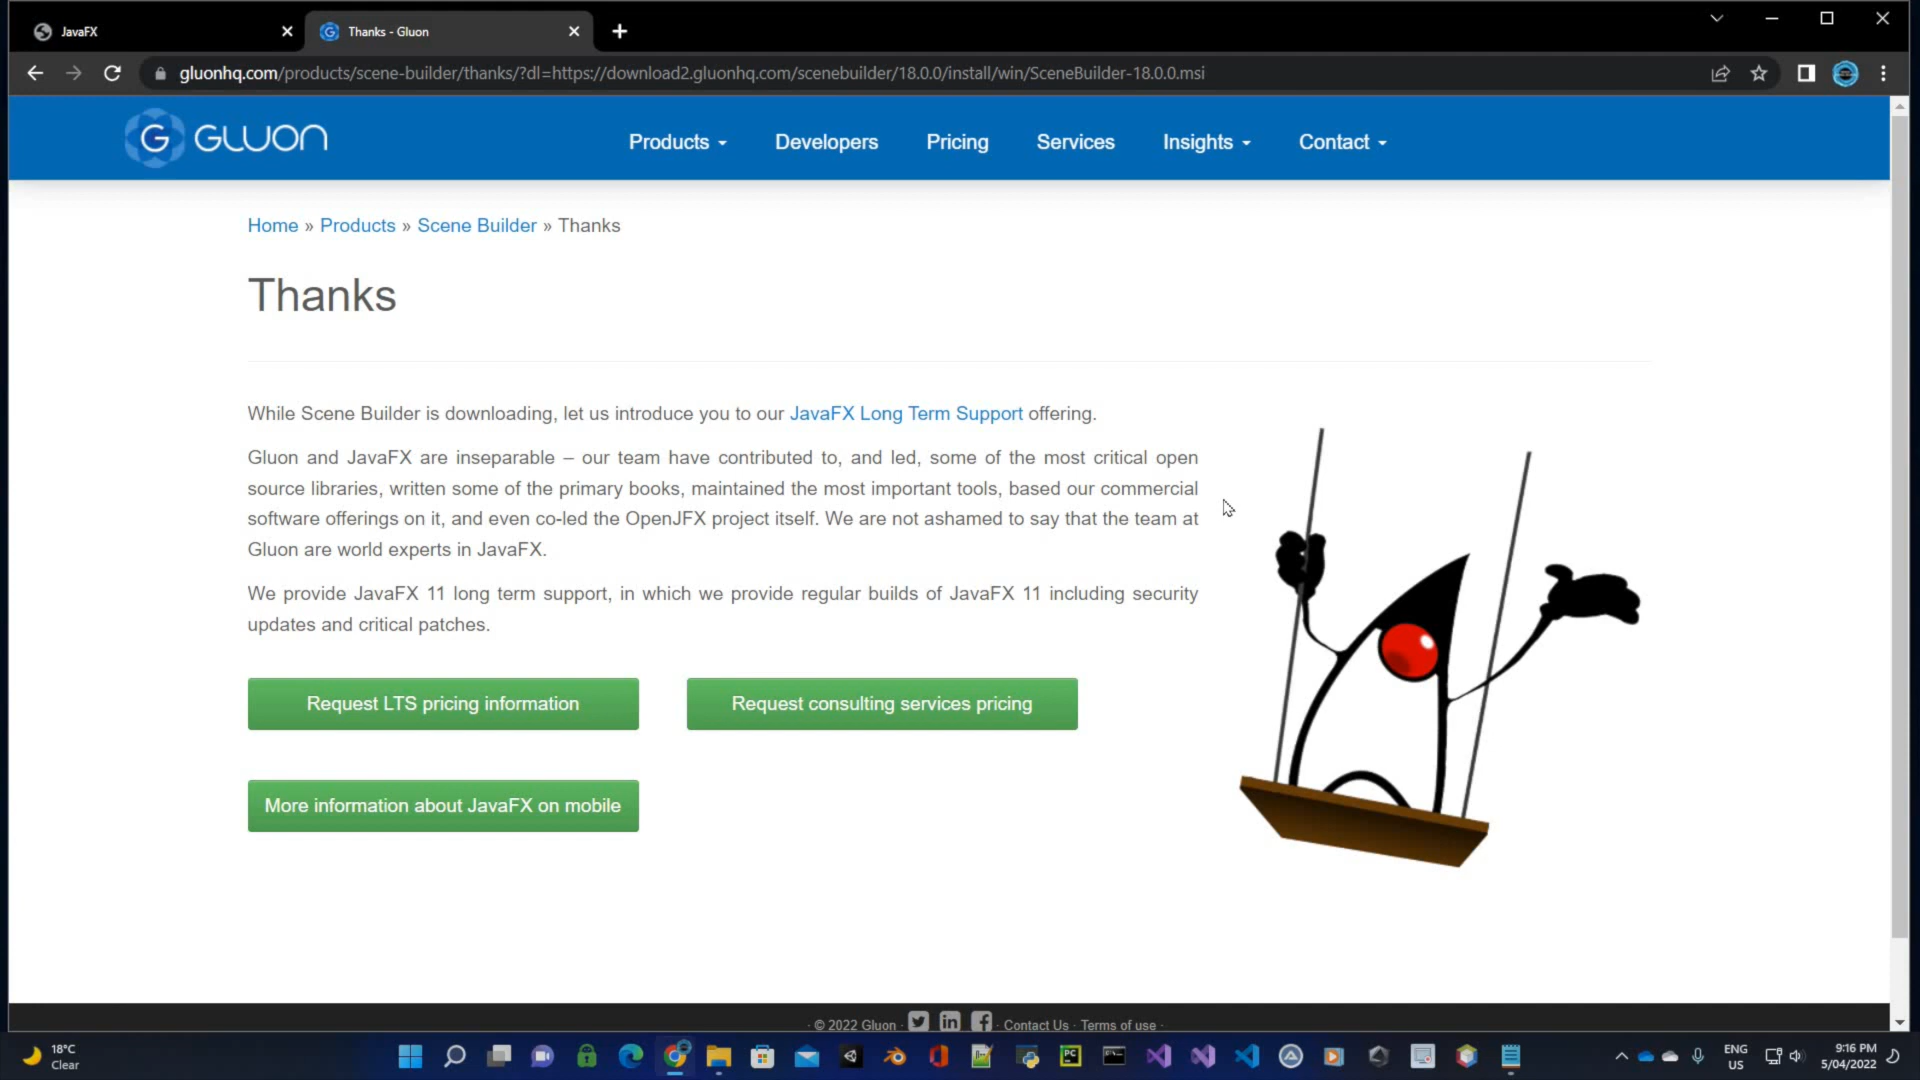 JavaFX
Thanks - Gluon
gluonhq.com/products/scene-builder/thanks/?dl=https://download2.gluonhq.com/scenebuilder/18.0.0/install/win/SceneBuilder-18.0.0.msi
GLUON
Products
Developers
Pricing
Services
Insights
Contact
Home » Products » Scene Builder » Thanks
Thanks
While Scene Builder is downloading, let us introduce you to our JavaFX Long Term Support offering.
Gluon and JavaFX are inseparable – our team have contributed to, and led, some of the most critical open
source libraries, written some of the primary books, maintained the most important tools, based our commercial
software offerings on it, and even co-led the OpenJFX project itself. We are not ashamed to say that the team at
Gluon are world experts in JavaFX.
We provide JavaFX 11 long term support, in which we provide regular builds of JavaFX 11 including security
updates and critical patches.
Request LTS pricing information
Request consulting services pricing
More information about JavaFX on mobile
· © 2022 Gluon · · Contact Us · Terms of use ·
18°C
Clear
ENG
US
9:16 PM
5/04/2022